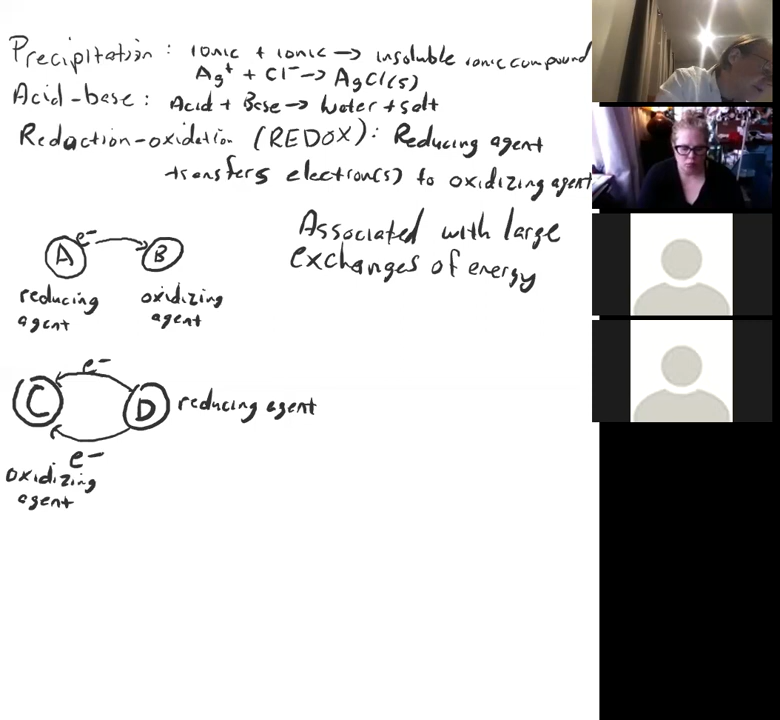 Precipitation: ionic + ionic → insoluble ionic compound
Ag⁺ + Cl⁻ → AgCl(s)
Acid-base: Acid + Base → Water + salt
Reduction-oxidation (REDOX): Reducing agent
transfers electron(s) to oxidizing agent
Associated with large
exchanges of energy
e⁻
A B
reducing agent
oxidizing agent
e⁻
C D reducing agent
e⁻
oxidizing
agent